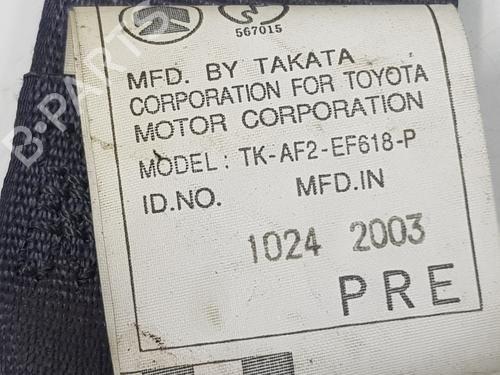 567015
MFD. BY TAKATA
CORPORATION FOR TOYOTA
MOTOR CORPORATION
MODEL: TK-AF2-EF618-P
ID.NO. MFD.IN
1024 2003
PRE
B-PARTS